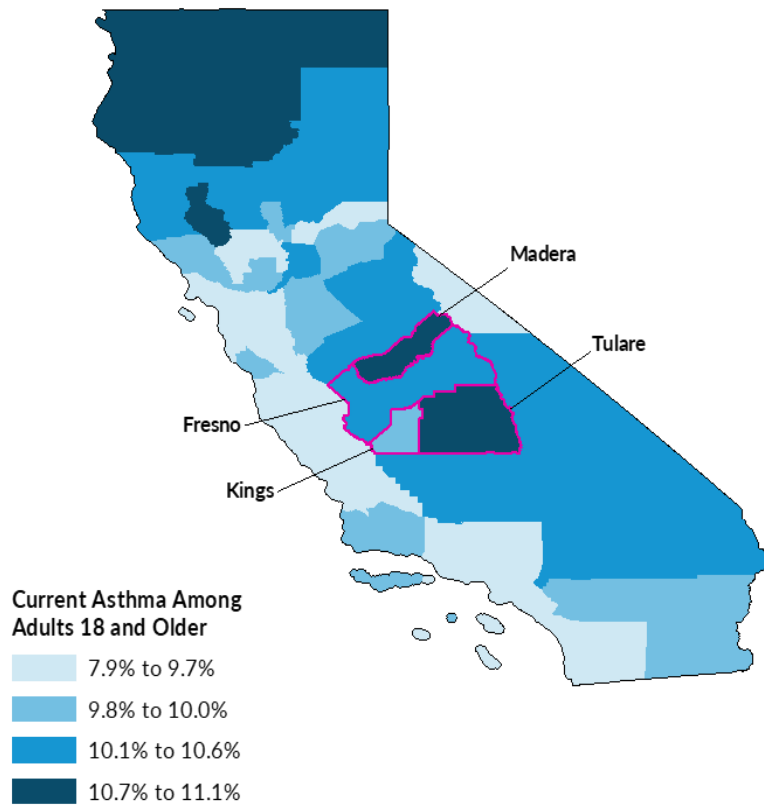 Madera
Tulare
Fresno
Kings
Current Asthma Among
Adults 18 and Older
7.9% to 9.7%
9.8% to 10.0%
10.1% to 10.6%
10.7% to 11.1%